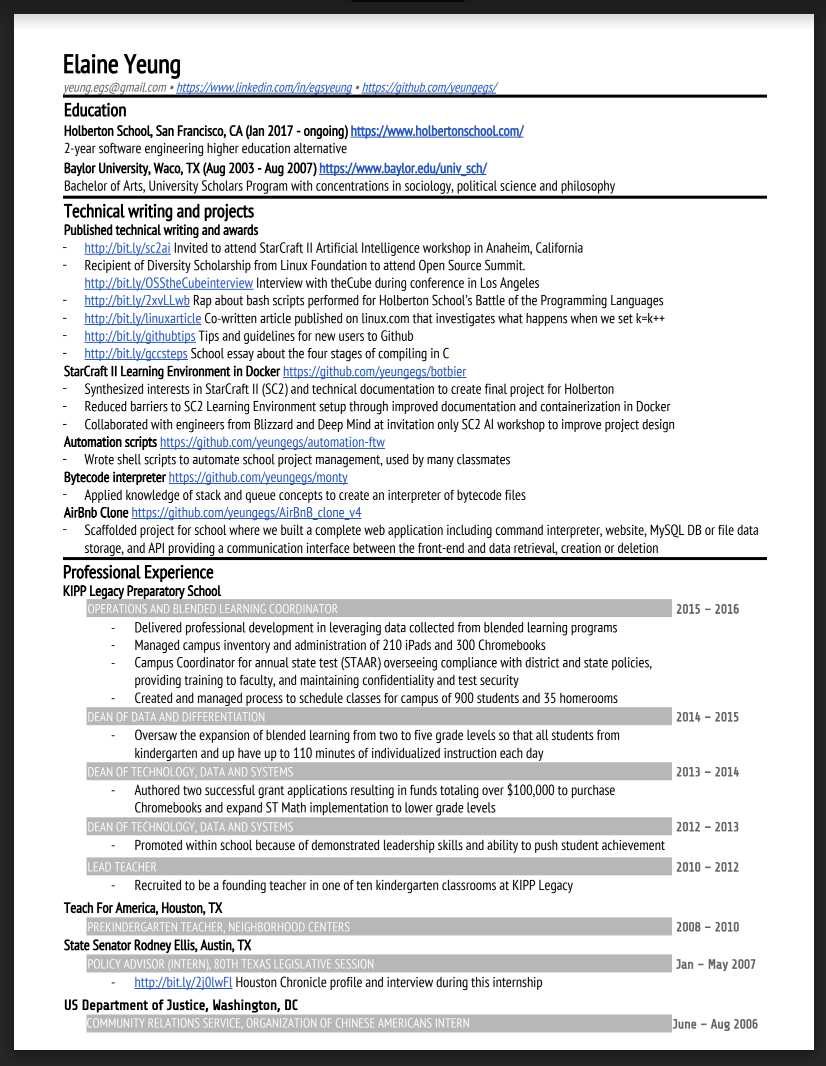 Elaine Yeung
yeung.egs@gmail.com • https://www.linkedin.com/in/egsyeung • https://github.com/yeungegs/
Education
Holberton School, San Francisco, CA (Jan 2017 - ongoing) https://www.holbertonschool.com/
2-year software engineering higher education alternative
Baylor University, Waco, TX (Aug 2003 - Aug 2007) https://www.baylor.edu/univ_sch/
Bachelor of Arts, University Scholars Program with concentrations in sociology, political science and philosophy
Technical writing and projects
Published technical writing and awards
- http://bit.ly/sc2ai Invited to attend StarCraft II Artificial Intelligence workshop in Anaheim, California
- Recipient of Diversity Scholarship from Linux Foundation to attend Open Source Summit.
http://bit.ly/OSStheCubeinterview Interview with theCube during conference in Los Angeles
- http://bit.ly/2xvLLwb Rap about bash scripts performed for Holberton School's Battle of the Programming Languages
- http://bit.ly/linuxarticle Co-written article published on linux.com that investigates what happens when we set k=k++
- http://bit.ly/githubtips Tips and guidelines for new users to Github
- http://bit.ly/gccsteps School essay about the four stages of compiling in C
StarCraft II Learning Environment in Docker https://github.com/yeungegs/botbier
- Synthesized interests in StarCraft II (SC2) and technical documentation to create final project for Holberton
- Reduced barriers to SC2 Learning Environment setup through improved documentation and containerization in Docker
- Collaborated with engineers from Blizzard and Deep Mind at invitation only SC2 AI workshop to improve project design
Automation scripts https://github.com/yeungegs/automation-ftw
- Wrote shell scripts to automate school project management, used by many classmates
Bytecode interpreter https://github.com/yeungegs/monty
- Applied knowledge of stack and queue concepts to create an interpreter of bytecode files
AirBnb Clone https://github.com/yeungegs/AirBnB_clone_v4
- Scaffolded project for school where we built a complete web application including command interpreter, website, MySQL DB or file data
storage, and API providing a communication interface between the front-end and data retrieval, creation or deletion
Professional Experience
KIPP Legacy Preparatory School
OPERATIONS AND BLENDED LEARNING COORDINATOR 2015 – 2016
- Delivered professional development in leveraging data collected from blended learning programs
- Managed campus inventory and administration of 210 iPads and 300 Chromebooks
- Campus Coordinator for annual state test (STAAR) overseeing compliance with district and state policies,
providing training to faculty, and maintaining confidentiality and test security
- Created and managed process to schedule classes for campus of 900 students and 35 homerooms
DEAN OF DATA AND DIFFERENTIATION 2014 – 2015
- Oversaw the expansion of blended learning from two to five grade levels so that all students from
kindergarten and up have up to 110 minutes of individualized instruction each day
DEAN OF TECHNOLOGY, DATA AND SYSTEMS 2013 – 2014
- Authored two successful grant applications resulting in funds totaling over $100,000 to purchase
Chromebooks and expand ST Math implementation to lower grade levels
DEAN OF TECHNOLOGY, DATA AND SYSTEMS 2012 – 2013
- Promoted within school because of demonstrated leadership skills and ability to push student achievement
LEAD TEACHER 2010 – 2012
- Recruited to be a founding teacher in one of ten kindergarten classrooms at KIPP Legacy
Teach For America, Houston, TX
PREKINDERGARTEN TEACHER, NEIGHBORHOOD CENTERS 2008 – 2010
State Senator Rodney Ellis, Austin, TX
POLICY ADVISOR (INTERN), 80TH TEXAS LEGISLATIVE SESSION Jan – May 2007
- http://bit.ly/2j0lwFl Houston Chronicle profile and interview during this internship
US Department of Justice, Washington, DC
COMMUNITY RELATIONS SERVICE, ORGANIZATION OF CHINESE AMERICANS INTERN June – Aug 2006